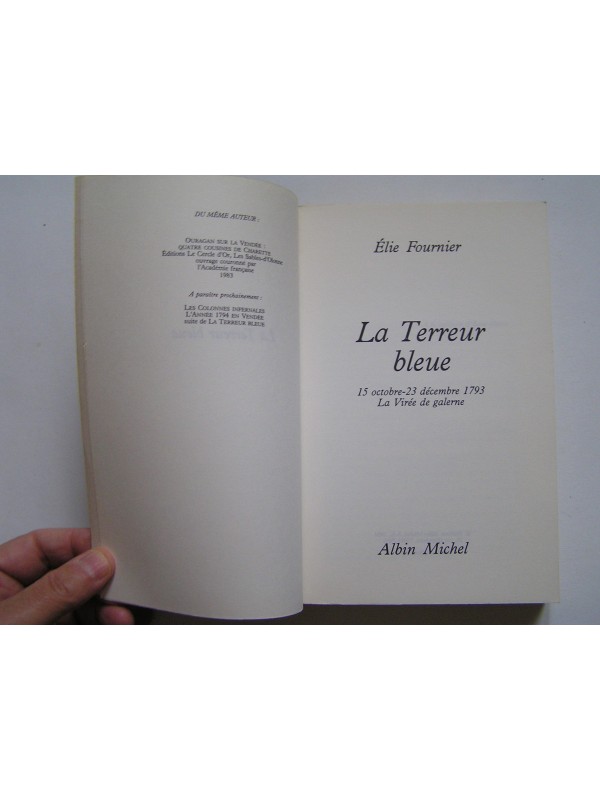 DU MÊME AUTEUR :
OURAGAN SUR LA VENDÉE :
QUATRE COUSINES DE CHARETTE
Éditions Le Cercle d'Or, Les Sables-d'Olonne
ouvrage couronné par
l'Académie française
1983
A paraître prochainement :
LES COLONNES INFERNALES
L'ANNÉE 1794 EN VENDÉE
suite de LA TERREUR BLEUE
Élie Fournier
La Terreur
bleue
15 octobre-23 décembre 1793
La Virée de galerne
Albin Michel